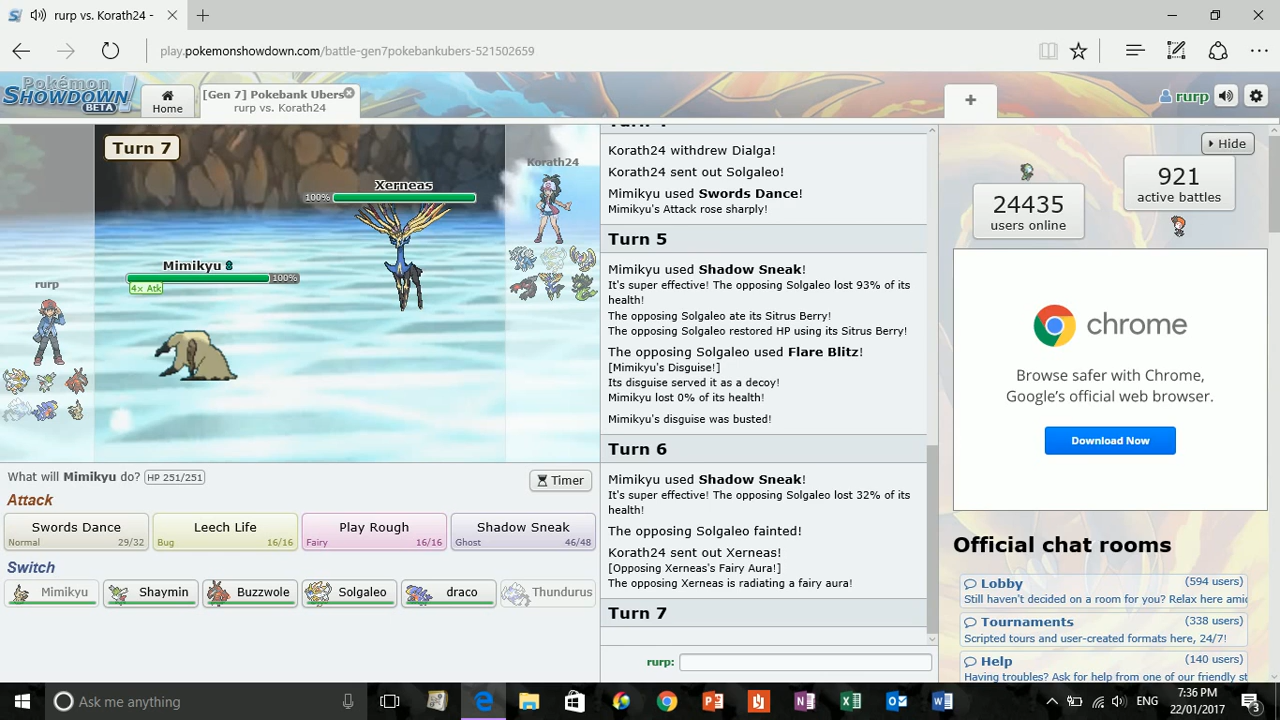 rurp vs. Korath24 -
play.pokemonshowdown.com/battle-gen7pokebankubers-521502659
Pokémon
SHOWDOWN
BETA
Home
[Gen 7] Pokebank Ubers
rurp vs. Korath24
rurp
Turn 7
Korath24
Xerneas
100%
Mimikyu
100%
4× Atk
rurp
What will Mimikyu do? HP 251/251
Timer
Attack
Swords Dance
Normal 29/32
Leech Life
Bug 16/16
Play Rough
Fairy 16/16
Shadow Sneak
Ghost 46/48
Switch
Mimikyu
Shaymin
Buzzwole
Solgaleo
draco
Thundurus
Korath24 withdrew Dialga!
Korath24 sent out Solgaleo!
Mimikyu used Swords Dance!
Mimikyu's Attack rose sharply!
Turn 5
Mimikyu used Shadow Sneak!
It's super effective! The opposing Solgaleo lost 93% of its
health!
The opposing Solgaleo ate its Sitrus Berry!
The opposing Solgaleo restored HP using its Sitrus Berry!
The opposing Solgaleo used Flare Blitz!
[Mimikyu's Disguise!]
Its disguise served it as a decoy!
Mimikyu lost 0% of its health!
Mimikyu's disguise was busted!
Turn 6
Mimikyu used Shadow Sneak!
It's super effective! The opposing Solgaleo lost 32% of its
health!
The opposing Solgaleo fainted!
Korath24 sent out Xerneas!
[Opposing Xerneas's Fairy Aura!]
The opposing Xerneas is radiating a fairy aura!
Turn 7
rurp:
Hide
24435
users online
921
active battles
chrome
Browse safer with Chrome,
Google's official web browser.
Download Now
Official chat rooms
Lobby (594 users)
Still haven't decided on a room for you? Relax here
Tournaments (338 users)
Scripted tours and user-created formats here, 24/7!
Help (140 users)
Having troubles? Ask for help from one of our friendly
Ask me anything
ENG
7:36 PM
22/01/2017
3